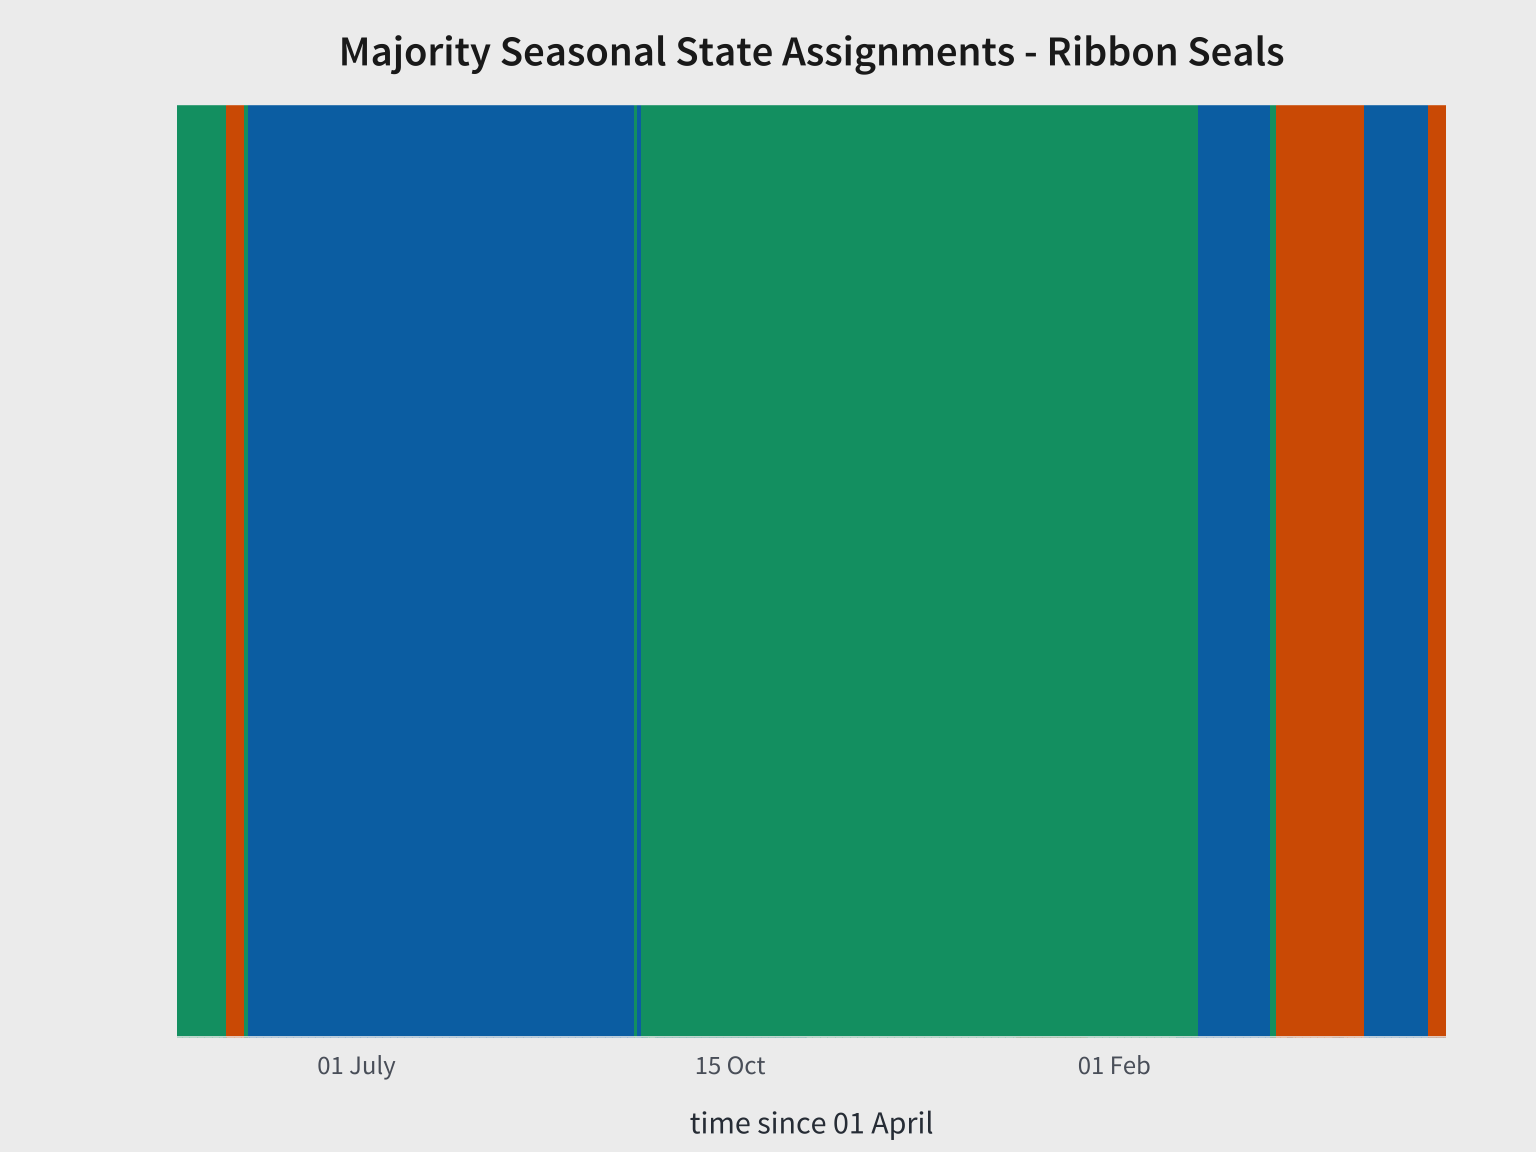 Majority Seasonal State Assignments - Ribbon Seals
01 July
15 Oct
01 Feb
time since 01 April